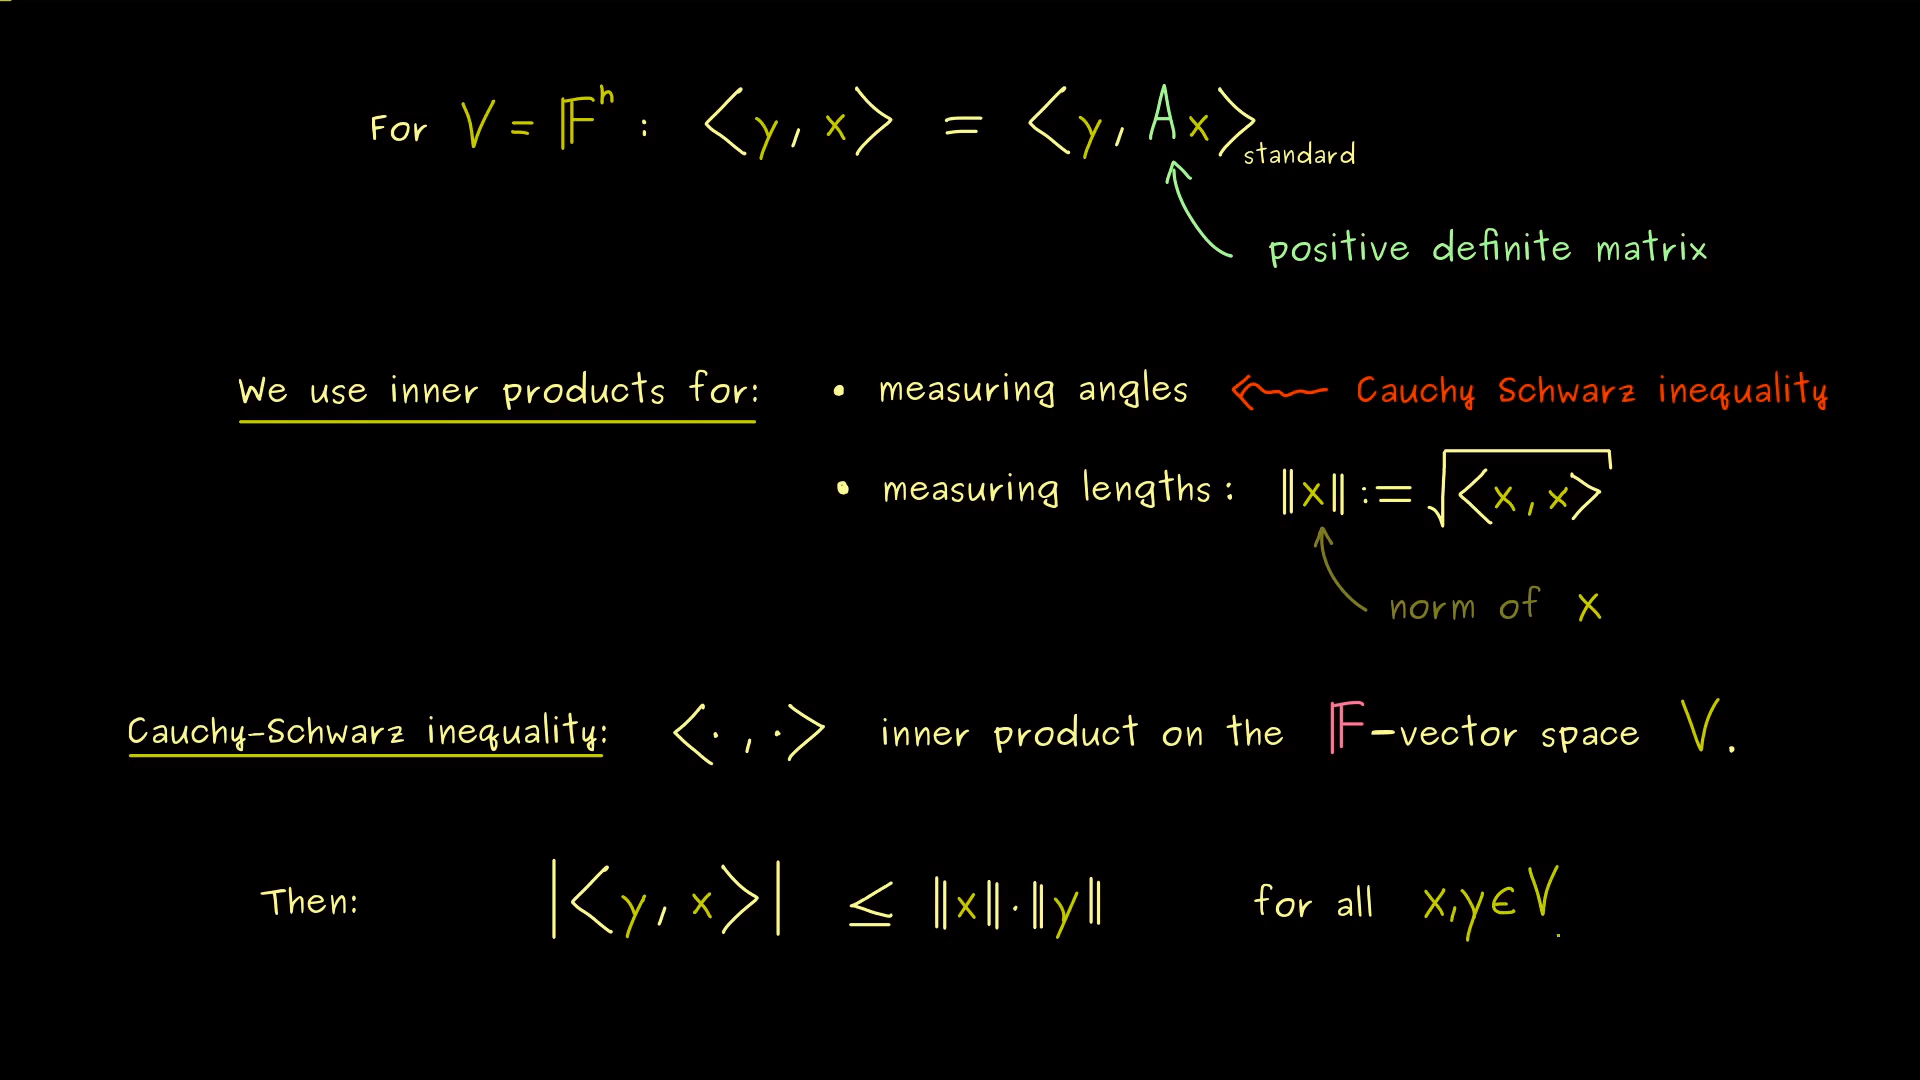 For V = 𝔽ⁿ : <y, x> = <y, Ax>standard
positive definite matrix
We use inner products for: • measuring angles ← Cauchy Schwarz inequality
• measuring lengths: ‖x‖ := √<x, x>
norm of x
Cauchy-Schwarz inequality: <·, ·> inner product on the 𝔽-vector space V.
Then: |<y, x>| ≤ ‖x‖·‖y‖ for all x,y ∈ V